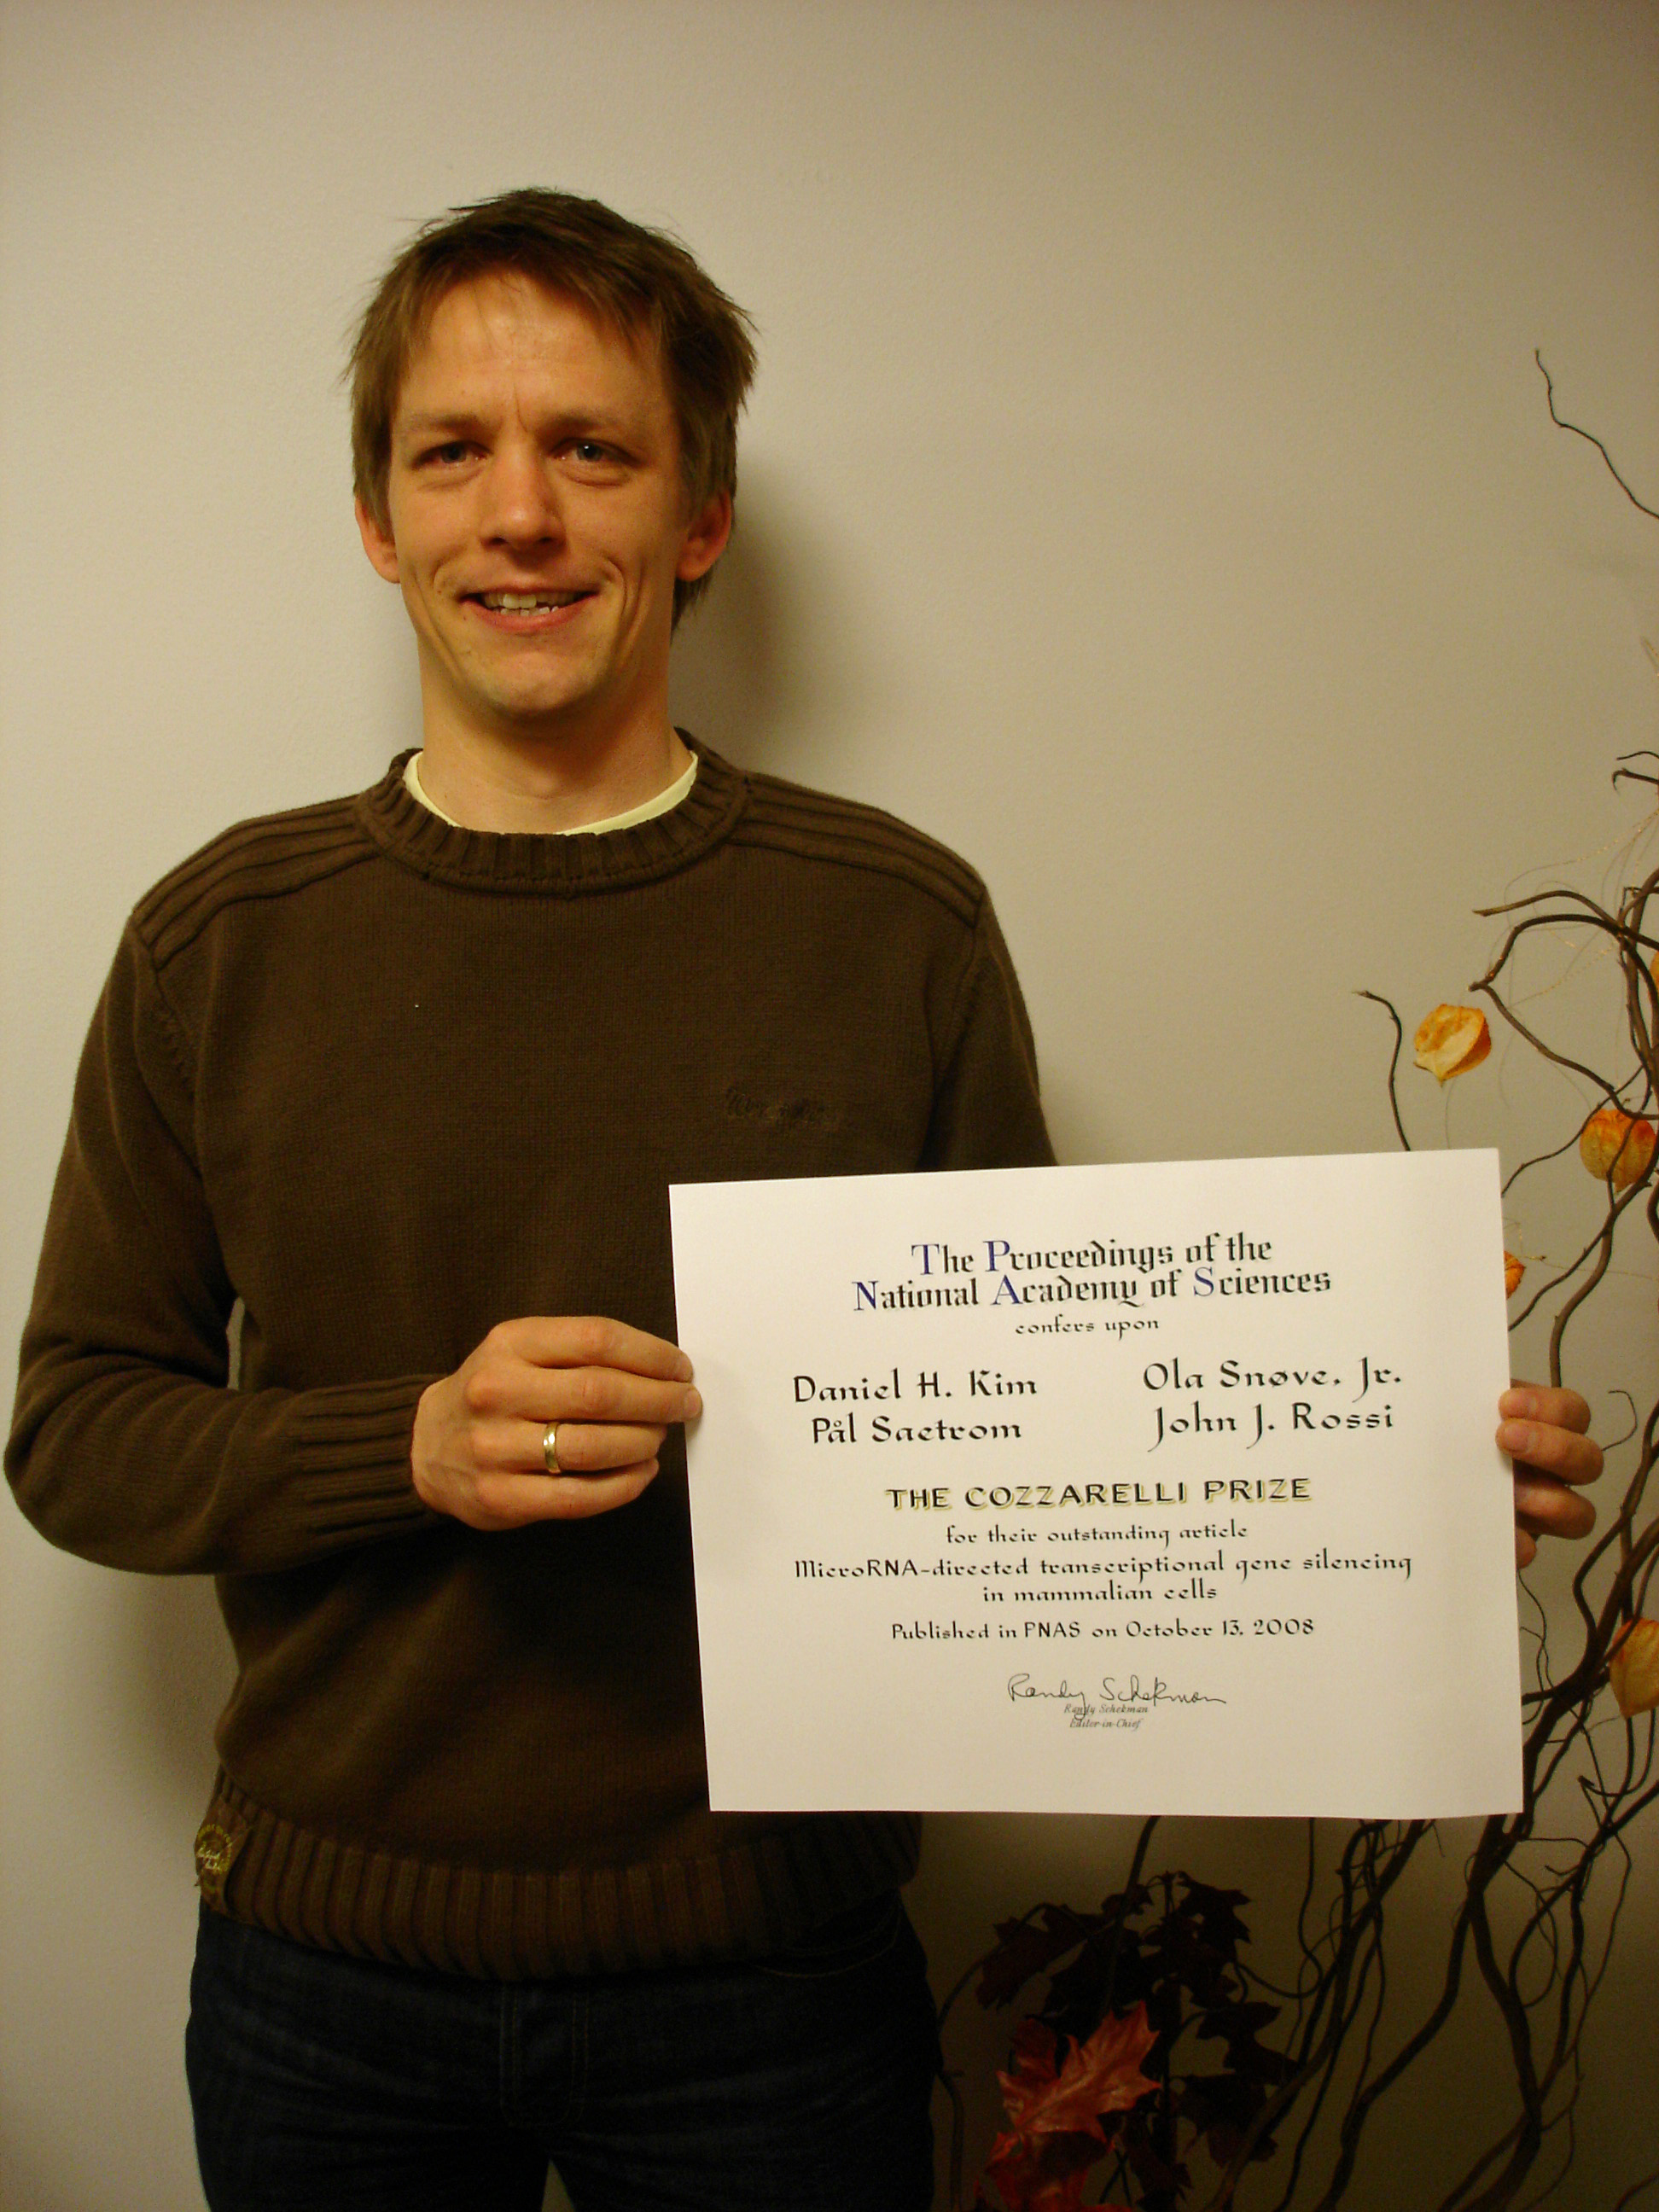 The Proceedings of the
National Academy of Sciences
confers upon
Daniel H. Kim
Ola Snøve, Jr.
Pål Saetrom
John J. Rossi
THE COZZARELLI PRIZE
for their outstanding article
MicroRNA-directed transcriptional gene silencing
in mammalian cells
Published in PNAS on October 13, 2008
Randy Schekman
Randy Schekman
Editor-in-Chief